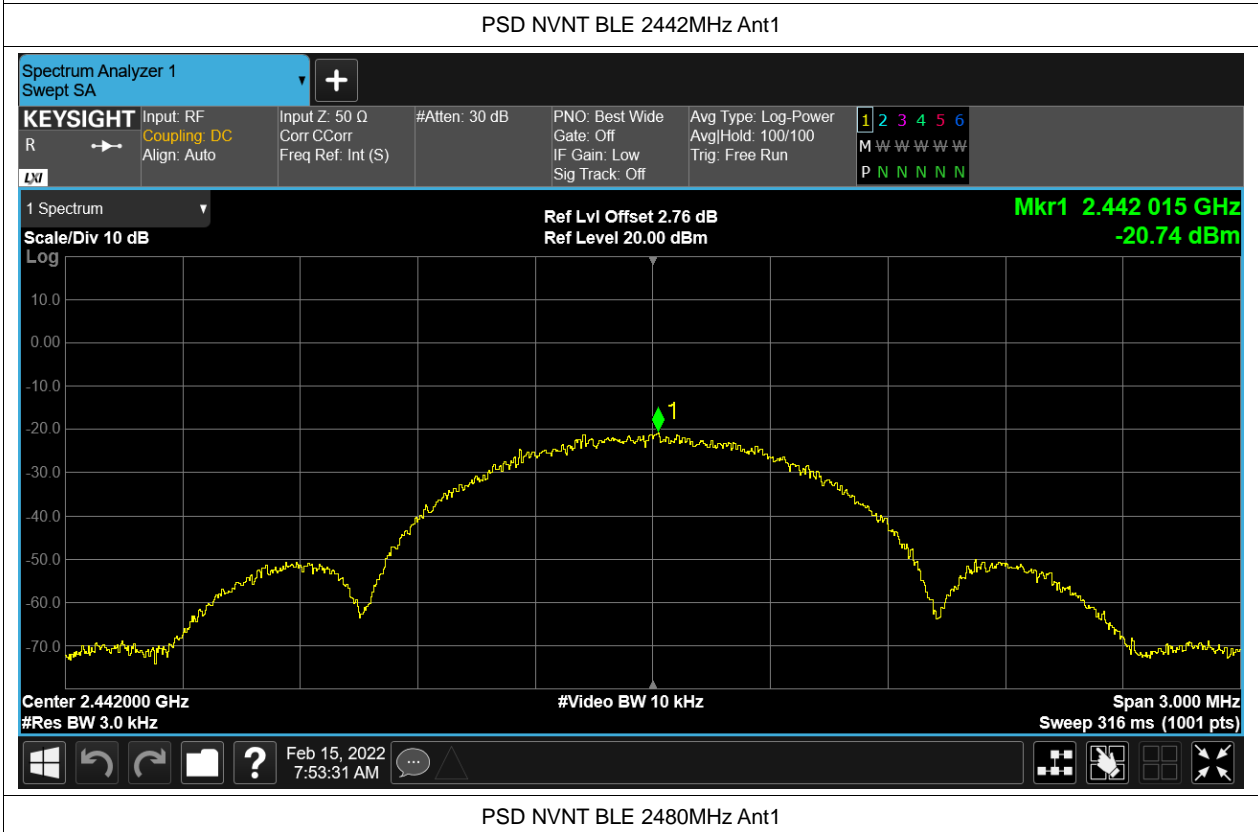 PSD NVNT BLE 2442MHz Ant1
Spectrum Analyzer 1
Swept SA
KEYSIGHT
R
LXI
Input: RF
Coupling: DC
Align: Auto
Input Z: 50 Ω
Corr CCorr
Freq Ref: Int (S)
#Atten: 30 dB
PNO: Best Wide
Gate: Off
IF Gain: Low
Sig Track: Off
Avg Type: Log-Power
Avg|Hold: 100/100
Trig: Free Run
1 2 3 4 5 6
M W W W W W
P N N N N N
1 Spectrum
Scale/Div 10 dB
Log
Ref Lvl Offset 2.76 dB
Ref Level 20.00 dBm
Mkr1 2.442 015 GHz
-20.74 dBm
10.0
0.00
-10.0
-20.0
-30.0
-40.0
-50.0
-60.0
-70.0
1
Center 2.442000 GHz
#Res BW 3.0 kHz
#Video BW 10 kHz
Span 3.000 MHz
Sweep 316 ms (1001 pts)
?
Feb 15, 2022
7:53:31 AM
PSD NVNT BLE 2480MHz Ant1